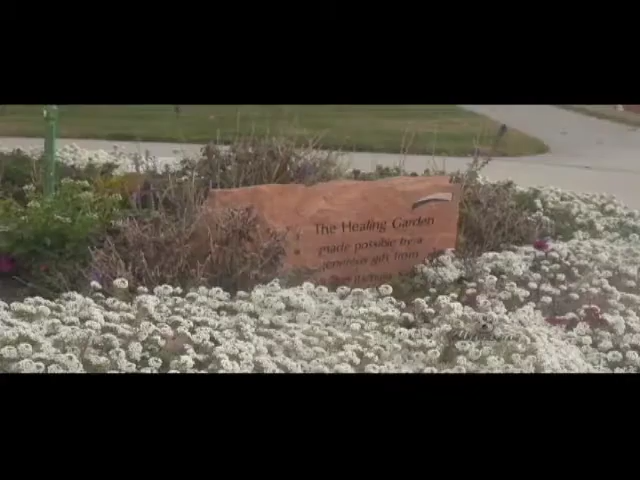 The Healing Garden
made possible by a
generous gift from